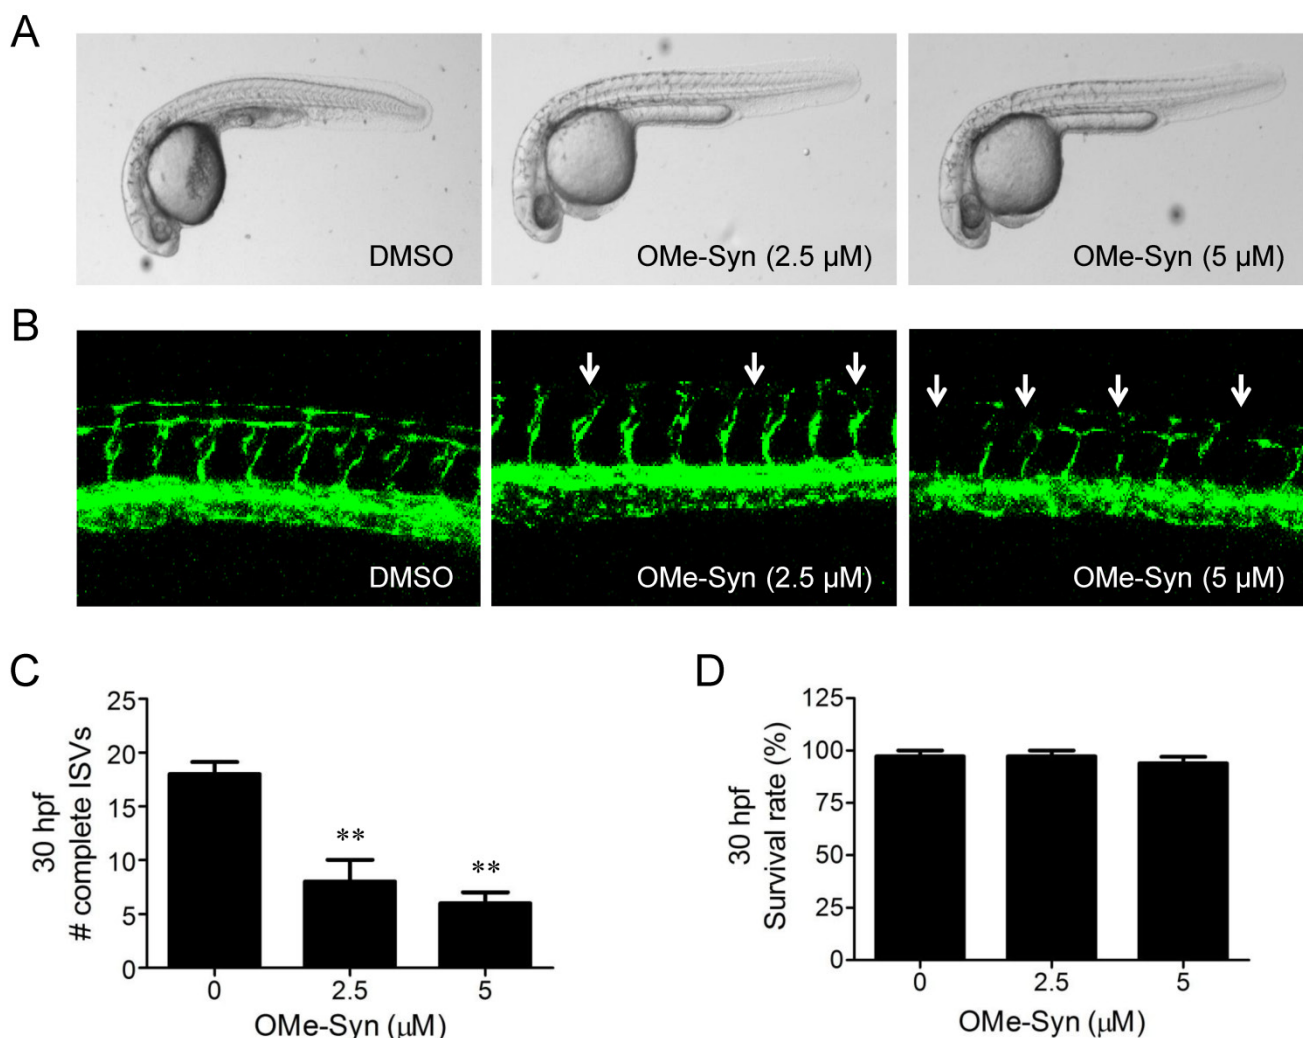 A
DMSO
OMe-Syn (2.5 μM)
OMe-Syn (5 μM)
B
DMSO
OMe-Syn (2.5 μM)
OMe-Syn (5 μM)
C
30 hpf
# complete ISVs
25
20
15
10
5
0
**
**
0
2.5
5
OMe-Syn (μM)
D
30 hpf
Survival rate (%)
125
100
75
50
25
0
0
2.5
5
OMe-Syn (μM)